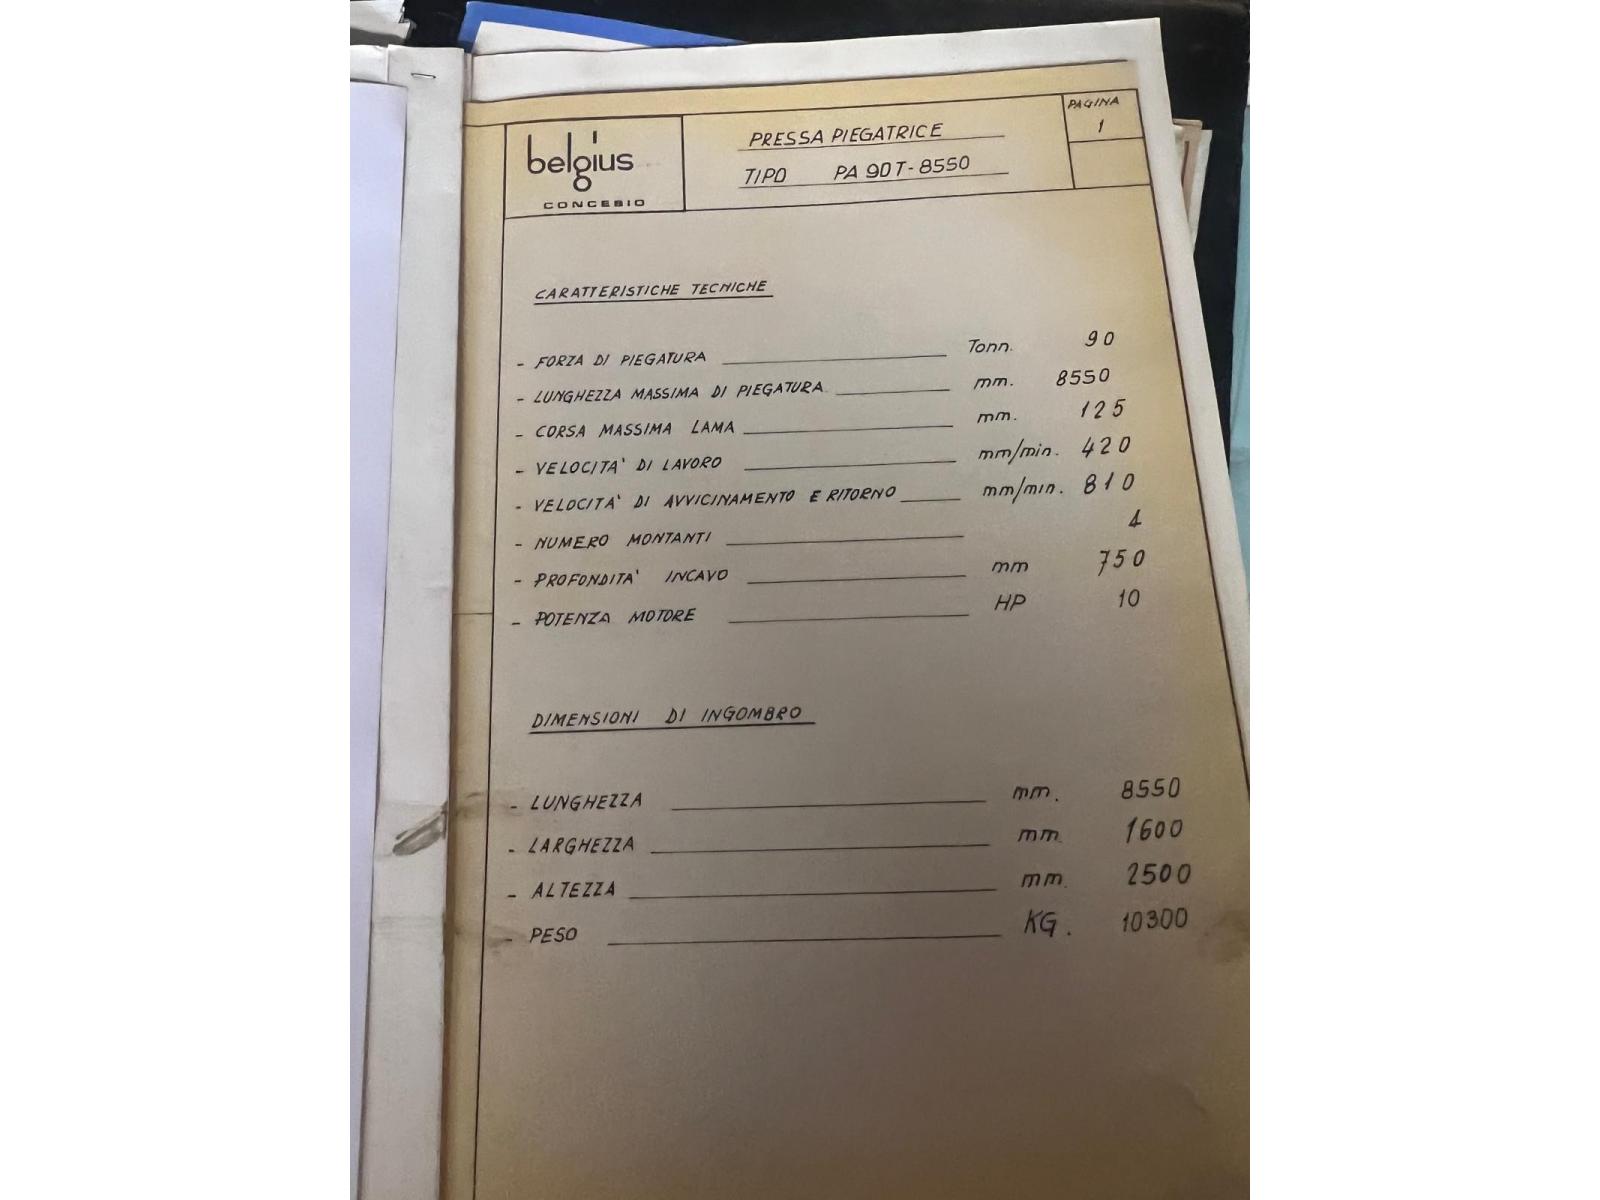 belgius
CONCESIO
PRESSA PIEGATRICE
TIPO PA 90T-8550
PAGINA
1
CARATTERISTICHE TECNICHE
- FORZA DI PIEGATURA Tonn. 90
- LUNGHEZZA MASSIMA DI PIEGATURA mm. 8550
- CORSA MASSIMA LAMA mm. 125
- VELOCITA' DI LAVORO mm/min. 420
- VELOCITA' DI AVVICINAMENTO E RITORNO mm/min. 810
- NUMERO MONTANTI 4
- PROFONDITA' INCAVO mm 750
- POTENZA MOTORE HP 10
DIMENSIONI DI INGOMBRO
- LUNGHEZZA mm. 8550
- LARGHEZZA mm. 1600
- ALTEZZA mm. 2500
- PESO KG. 10300